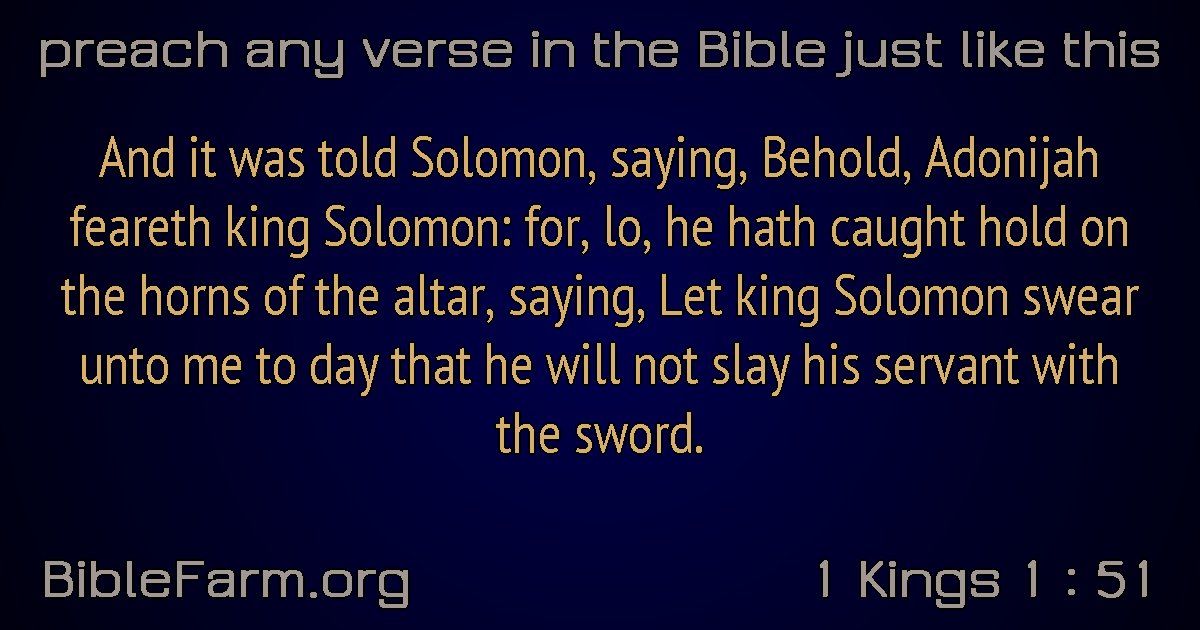 preach any verse in the Bible just like this
And it was told Solomon, saying, Behold, Adonijah
feareth king Solomon: for, lo, he hath caught hold on
the horns of the altar, saying, Let king Solomon swear
unto me to day that he will not slay his servant with
the sword.
BibleFarm.org
1 Kings 1 : 51